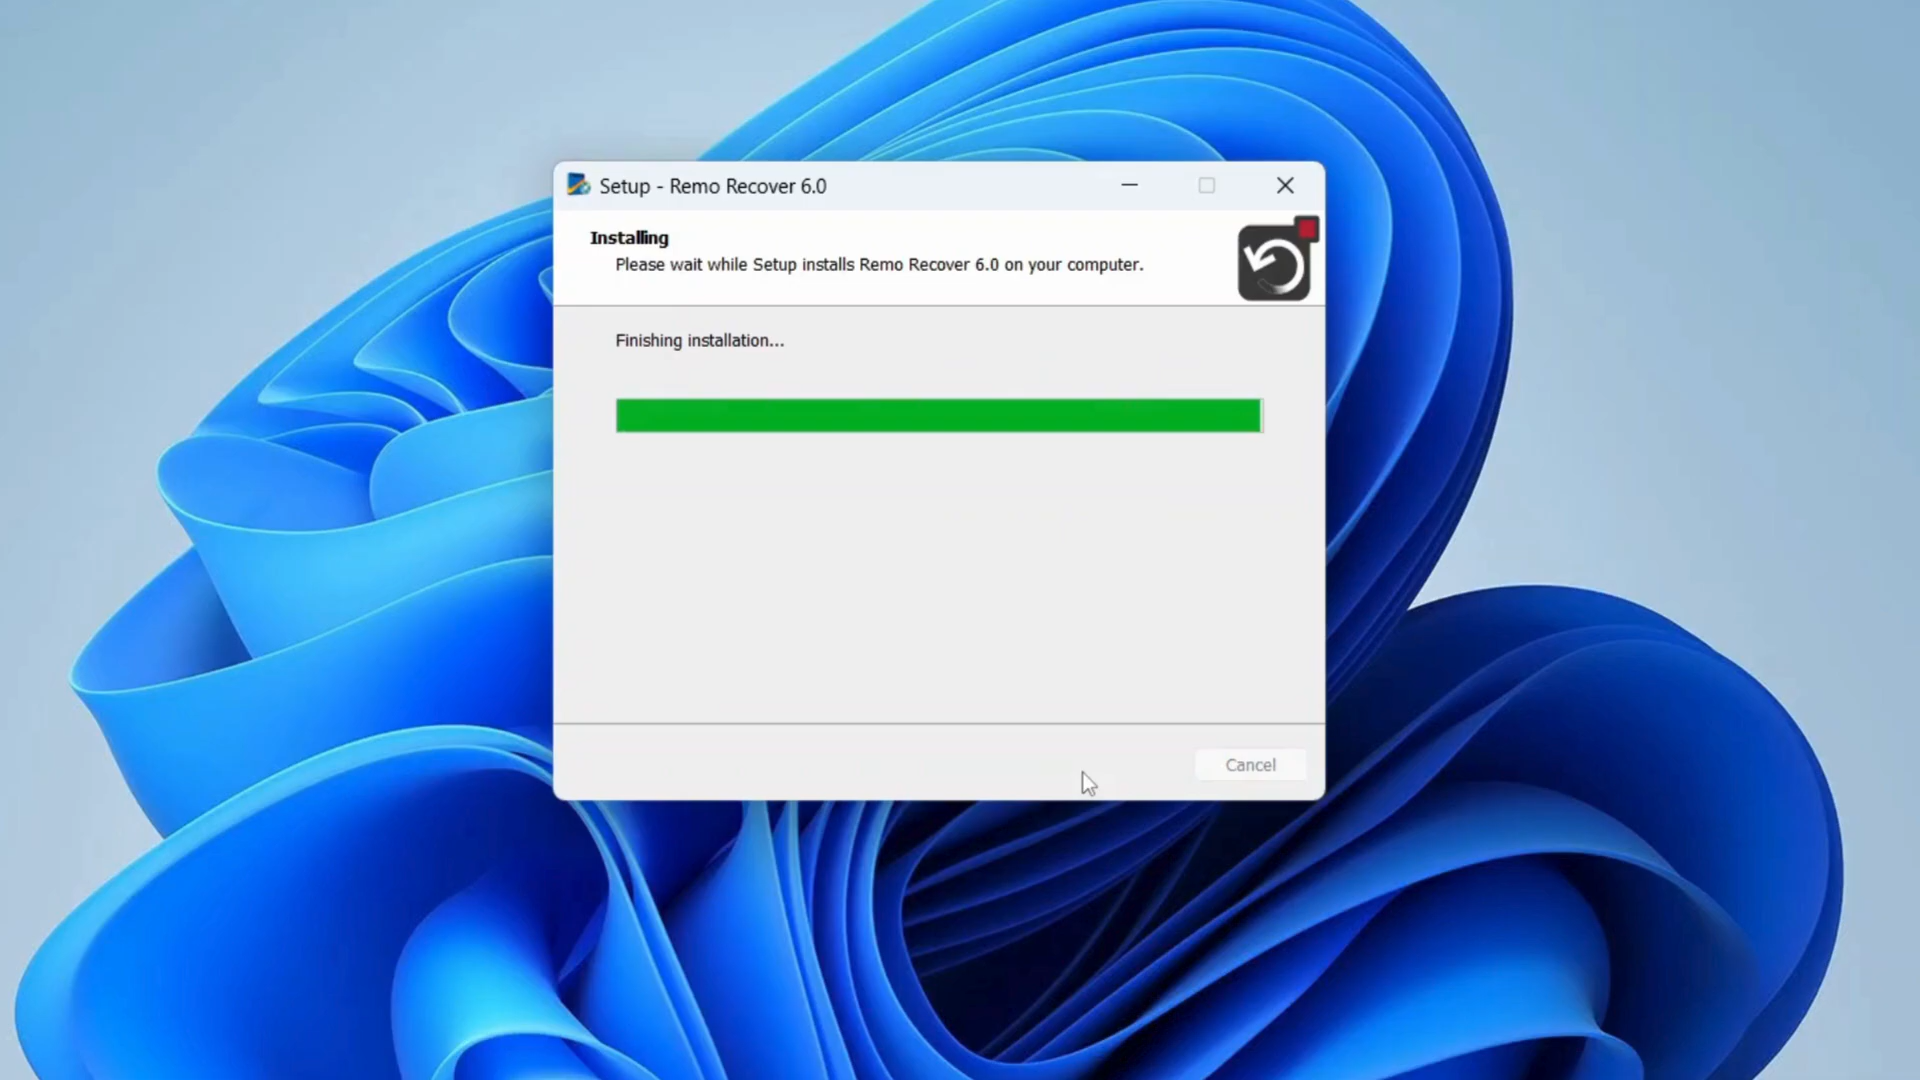 Setup - Remo Recover 6.0
Installing
Please wait while Setup installs Remo Recover 6.0 on your computer.
Finishing installation...
Cancel